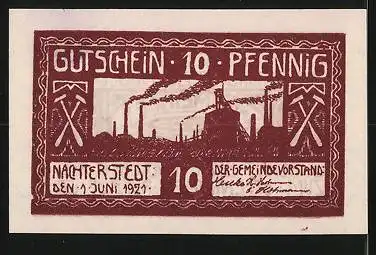 GUTSCHEIN · 10 · PFENNIG
NACHTERSTEDT·
DEN · 1 JUNI 1921·
10
DER·GEMEINDEVORSTAND: